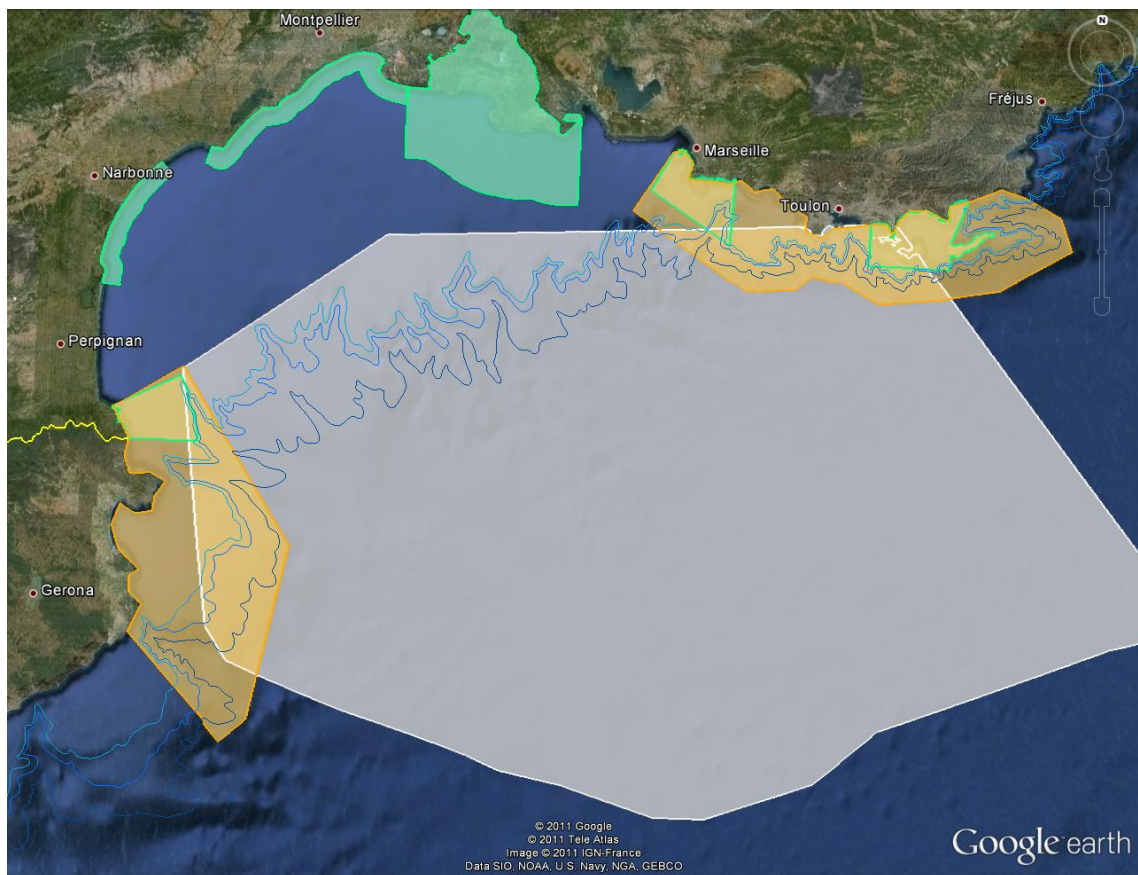 Montpellier
N
Fréjus
Marseille
Narbonne
Toulon
Perpignan
Gerona
© 2011 Google
© 2011 Tele Atlas
Image © 2011 IGN-France
Data SIO, NOAA, U.S. Navy, NGA, GEBCO
Google earth